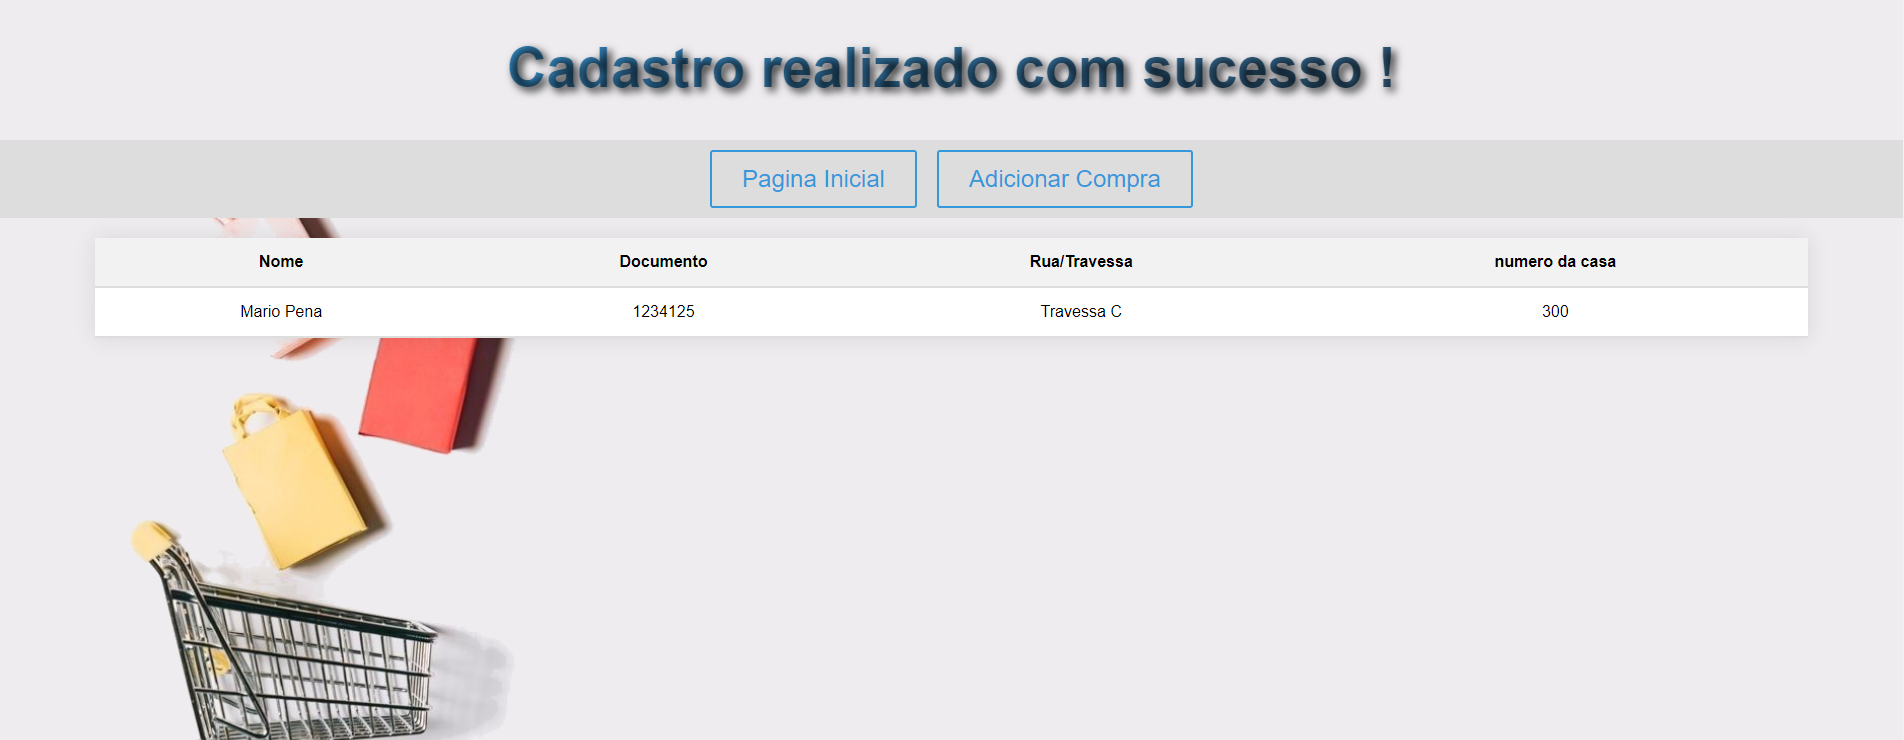 Cadastro realizado com sucesso !
Pagina Inicial Adicionar Compra
Nome Documento Rua/Travessa numero da casa
Mario Pena 1234125 Travessa C 300